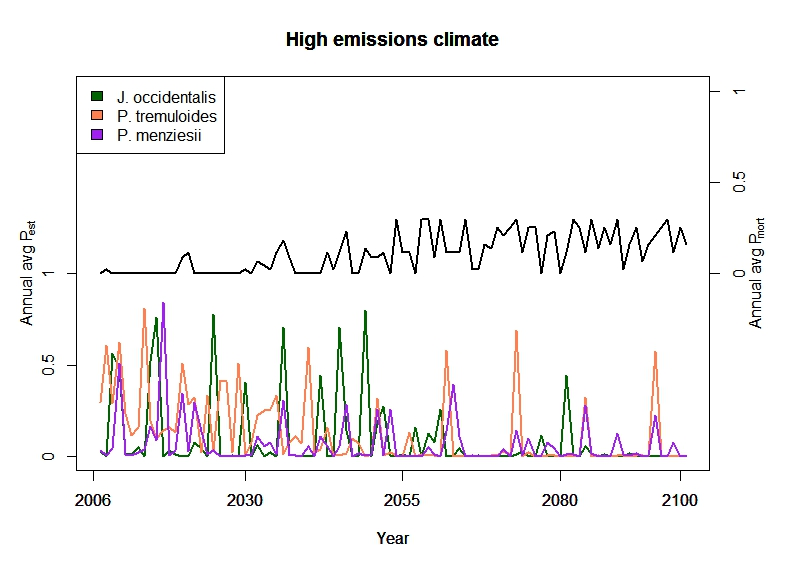 High emissions climate
J. occidentalis
P. tremuloides
P. menziesii
Annual avg Pest
0
0.5
1
Annual avg Pmort
0
0.5
1
2006
2030
2055
2080
2100
Year